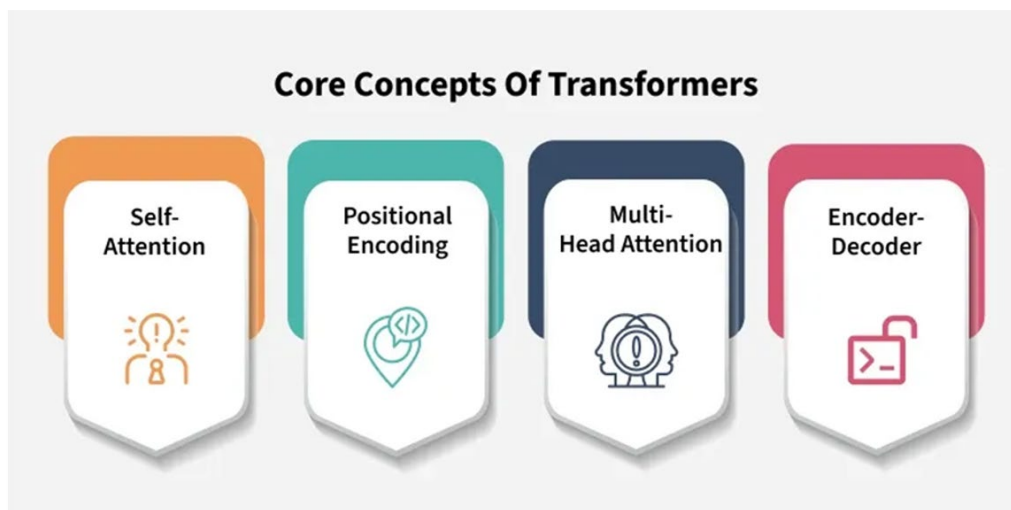 Core Concepts Of Transformers
Self-
Attention
Positional
Encoding
Multi-
Head Attention
Encoder-
Decoder